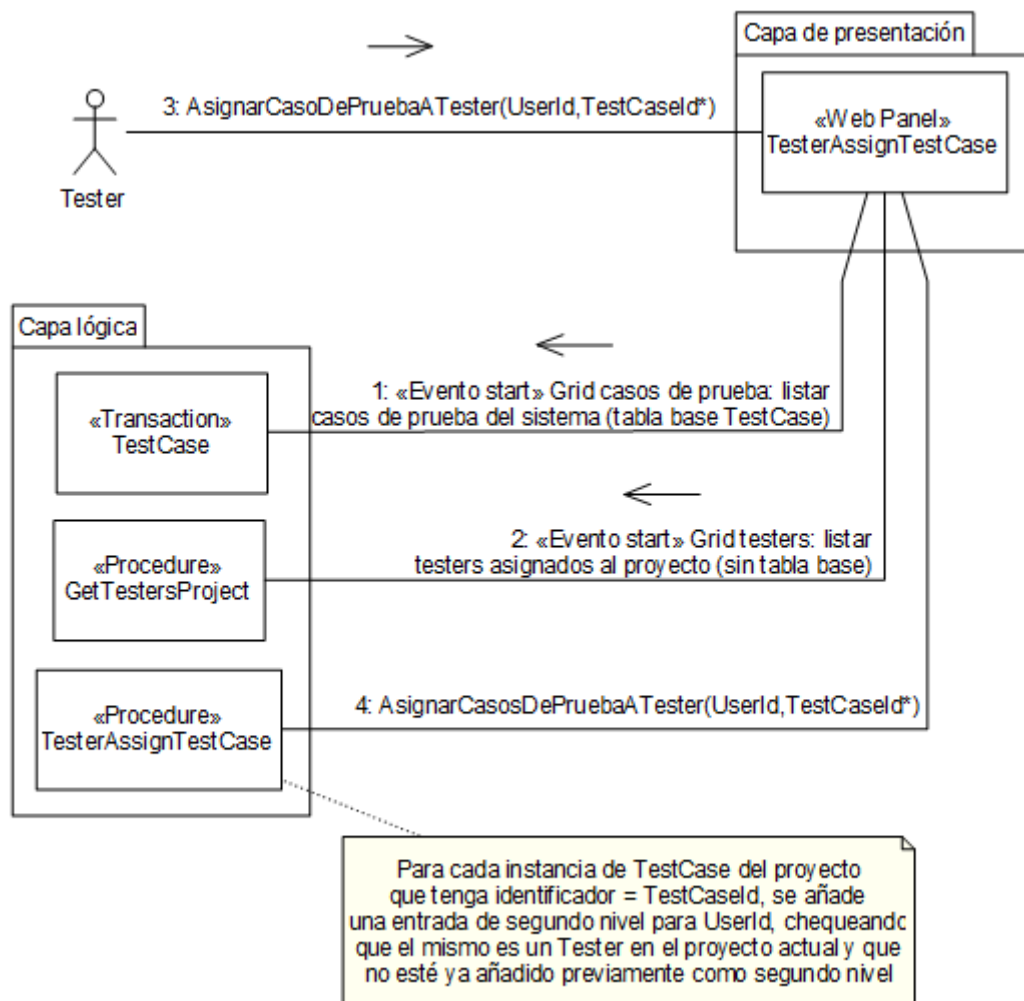 Capa de presentación
3: AsignarCasoDePruebaATester(UserId,TestCaseId*)
«Web Panel»
TesterAssignTestCase
Tester
Capa lógica
1: «Evento start» Grid casos de prueba: listar
casos de prueba del sistema (tabla base TestCase)
«Transaction»
TestCase
2: «Evento start» Grid testers: listar
testers asignados al proyecto (sin tabla base)
«Procedure»
GetTestersProject
4: AsignarCasosDePruebaATester(UserId,TestCaseId*)
«Procedure»
TesterAssignTestCase
Para cada instancia de TestCase del proyecto
que tenga identificador = TestCaseId, se añade
una entrada de segundo nivel para UserId, chequeando
que el mismo es un Tester en el proyecto actual y que
no esté ya añadido previamente como segundo nivel